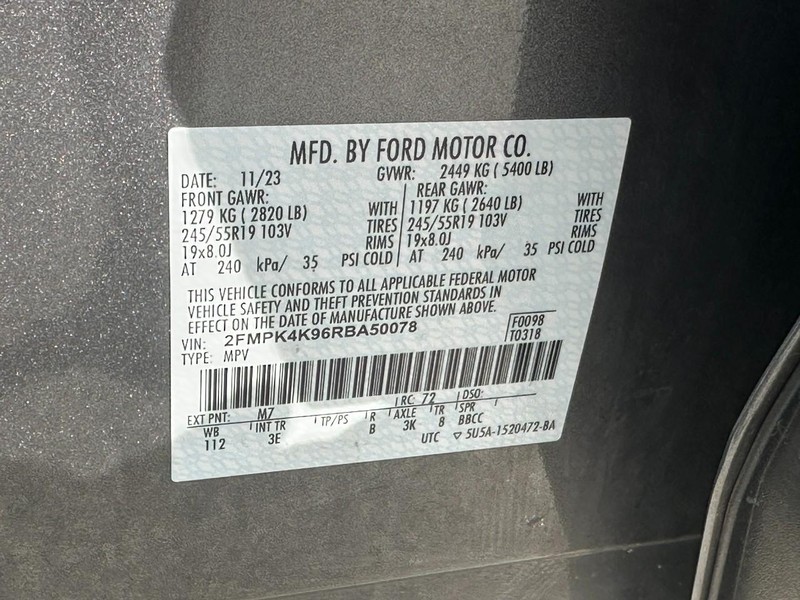 MFD. BY FORD MOTOR CO.
DATE: 11/23 GVWR: 2449 KG ( 5400 LB)
FRONT GAWR: REAR GAWR:
1279 KG ( 2820 LB) WITH 1197 KG ( 2640 LB) WITH
245/55R19 103V TIRES 245/55R19 103V TIRES
19x8.0J RIMS 19x8.0J RIMS
AT 240 kPa/ 35 PSI COLD AT 240 kPa/ 35 PSI COLD
THIS VEHICLE CONFORMS TO ALL APPLICABLE FEDERAL MOTOR
VEHICLE SAFETY AND THEFT PREVENTION STANDARDS IN
EFFECT ON THE DATE OF MANUFACTURE SHOWN ABOVE.
VIN: 2FMPK4K96RBA50078 F0098
TYPE: MPV T0318
EXT PNT: M7 RC: 72 DSO:
WB INT TR TP/PS R AXLE TR SPR
112 3E B 3K 8 BBCC
UTC ▽ 5U5A-1520472-BA